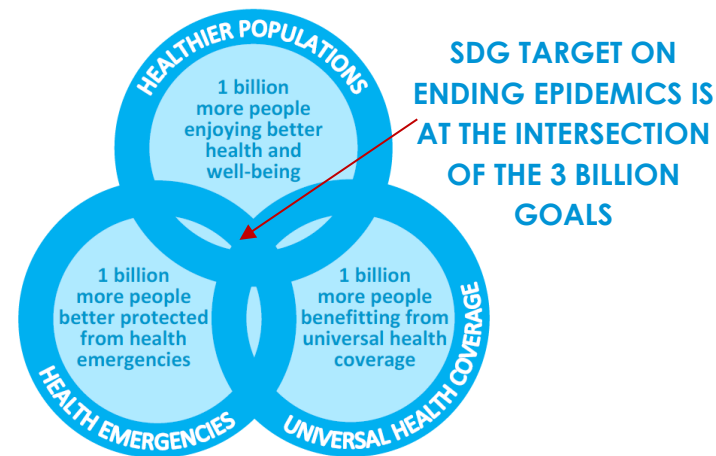 HEALTHIER POPULATIONS
1 billion
more people
enjoying better
health and
well-being
SDG TARGET ON
ENDING EPIDEMICS IS
AT THE INTERSECTION
OF THE 3 BILLION
GOALS
1 billion
more people
better protected
from health
emergencies
HEALTH EMERGENCIES
1 billion
more people
benefitting from
universal health
coverage
UNIVERSAL HEALTH COVERAGE